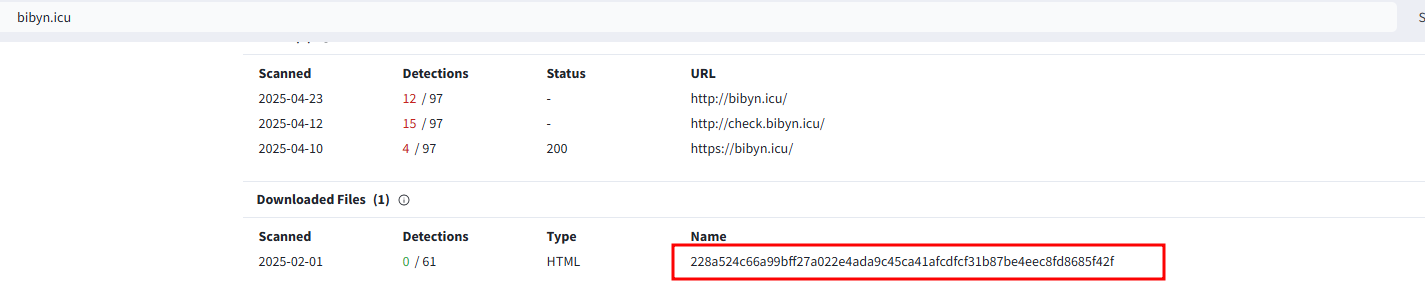 bibyn.icu
Scanned Detections Status URL
2025-04-23 12 / 97 - http://bibyn.icu/
2025-04-12 15 / 97 - http://check.bibyn.icu/
2025-04-10 4 / 97 200 https://bibyn.icu/
Downloaded Files (1)
Scanned Detections Type Name
2025-02-01 0 / 61 HTML 228a524c66a99bff27a022e4ada9c45ca41afcdfcf31b87be4eec8fd8685f42f